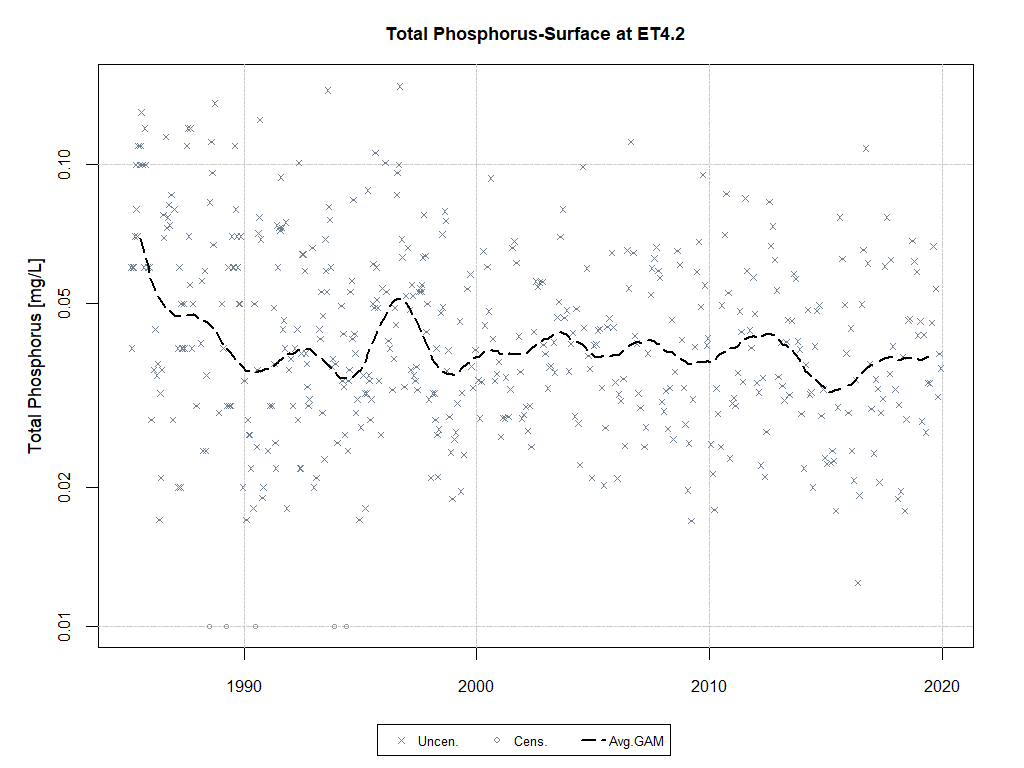 Total Phosphorus-Surface at ET4.2
Total Phosphorus [mg/L]
0.10
0.05
0.02
0.01
1990 2000 2010 2020
Uncen. Cens. Avg.GAM